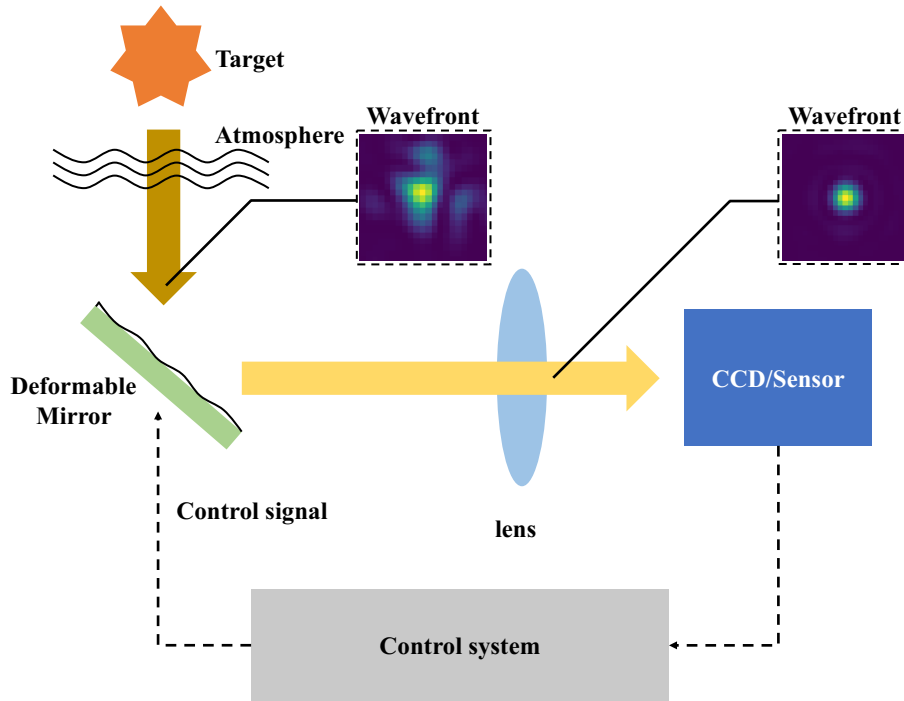 Target
Atmosphere
Wavefront
Wavefront
Deformable
Mirror
CCD/Sensor
Control signal
lens
Control system